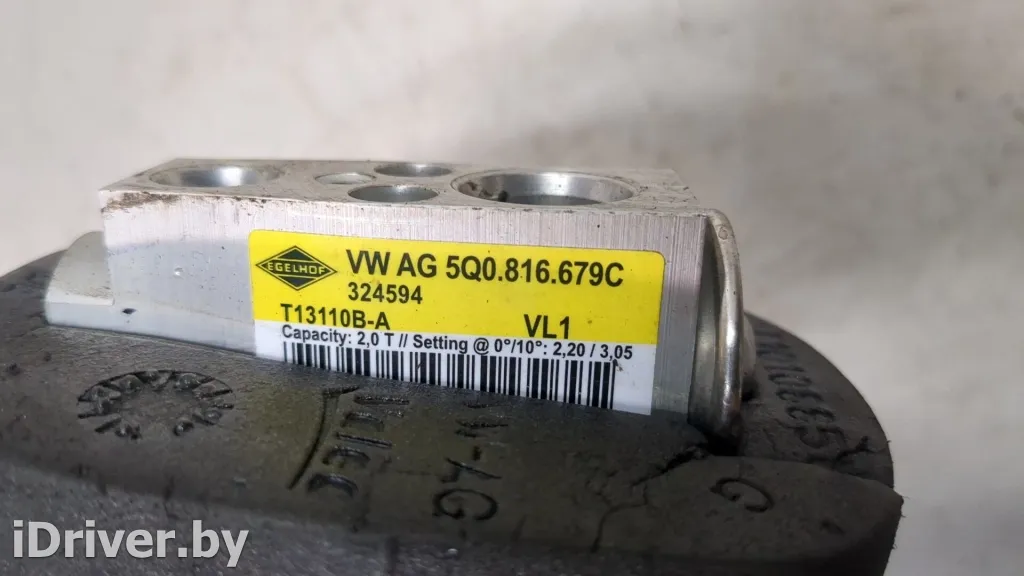 EGELHOF
VW AG 5Q0.816.679C
324594
T13110B-A VL1
Capacity: 2,0 T // Setting @ 0°/10°: 2,20 / 3,05
iDriver.by